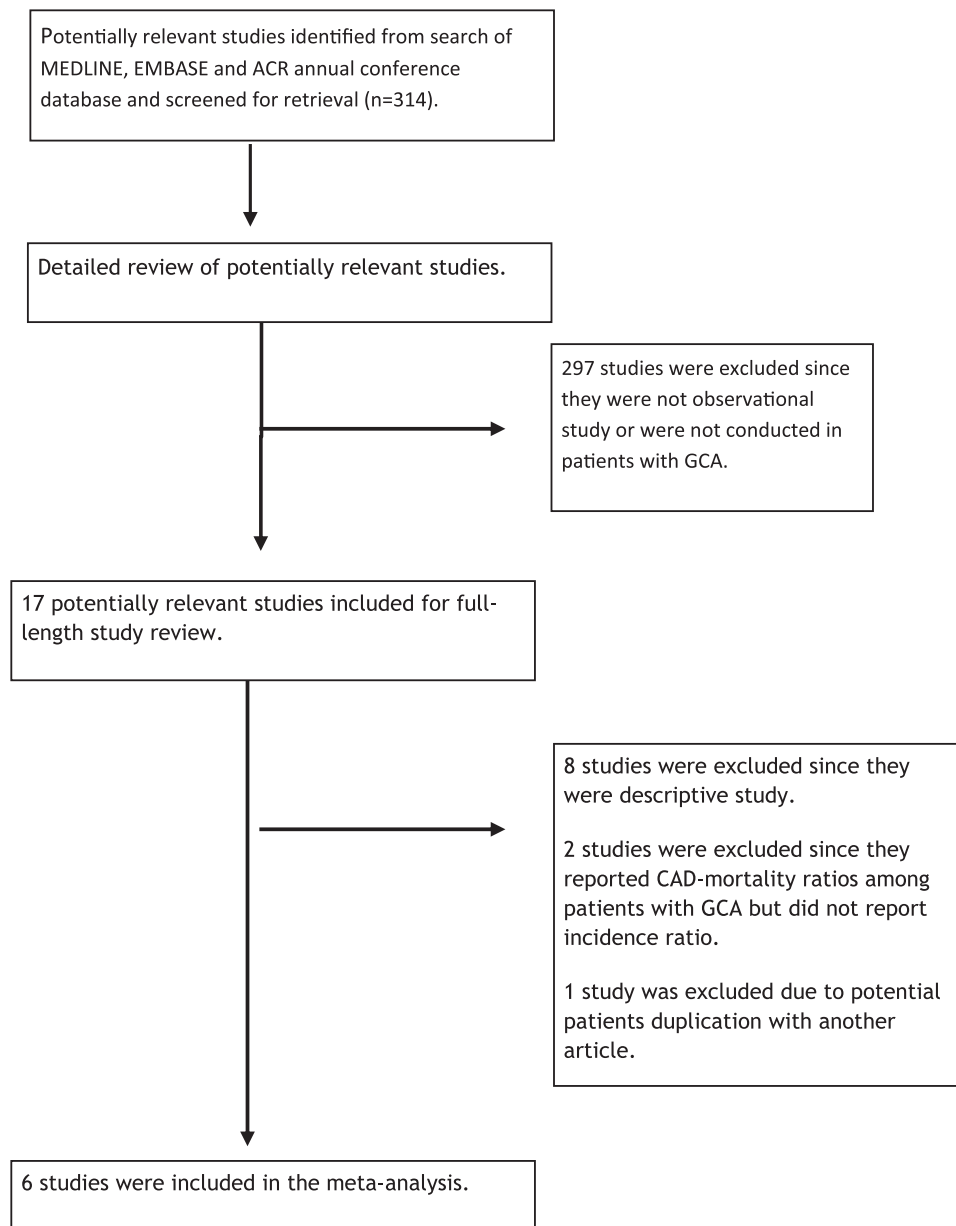 Potentially relevant studies identified from search of
MEDLINE, EMBASE and ACR annual conference
database and screened for retrieval (n=314).
Detailed review of potentially relevant studies.
297 studies were excluded since
they were not observational
study or were not conducted in
patients with GCA.
17 potentially relevant studies included for full-
length study review.
8 studies were excluded since they
were descriptive study.
2 studies were excluded since they
reported CAD-mortality ratios among
patients with GCA but did not report
incidence ratio.
1 study was excluded due to potential
patients duplication with another
article.
6 studies were included in the meta-analysis.